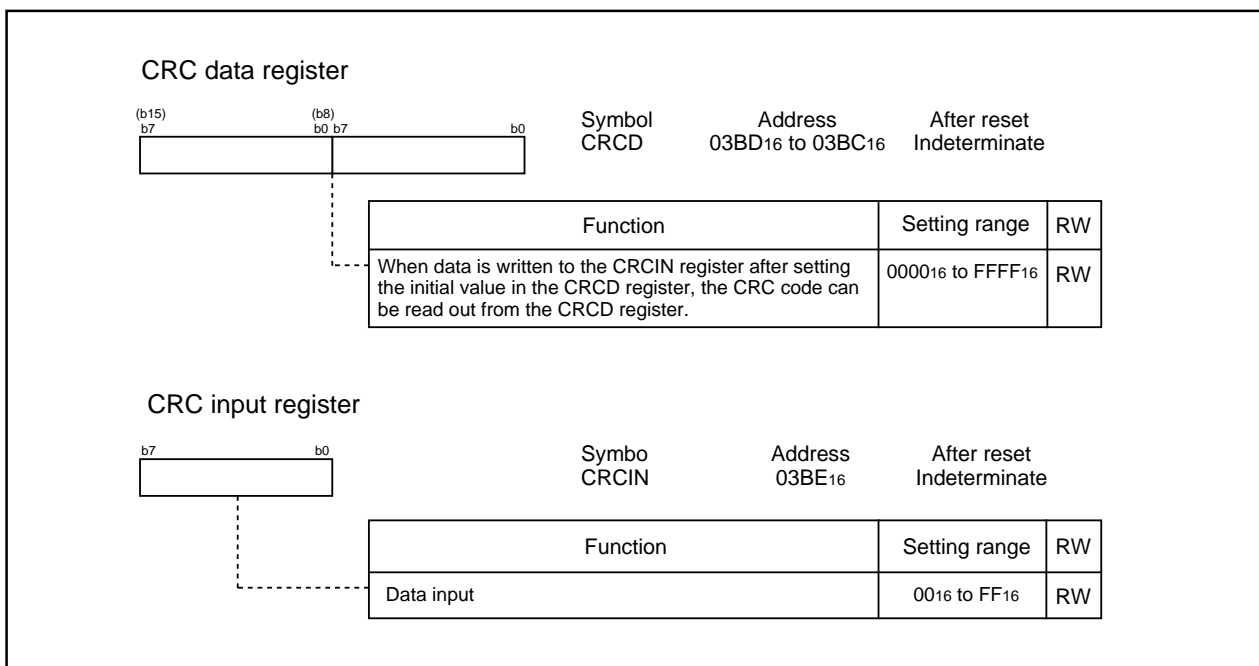 CRC data register
(b15) (b8)
b7 b0 b7 b0
Symbol Address After reset
CRCD 03BD16 to 03BC16 Indeterminate
Function Setting range RW
When data is written to the CRCIN register after setting
the initial value in the CRCD register, the CRC code can
be read out from the CRCD register.
000016 to FFFF16 RW
CRC input register
b7 b0
Symbo Address After reset
CRCIN 03BE16 Indeterminate
Function Setting range RW
Data input 0016 to FF16 RW